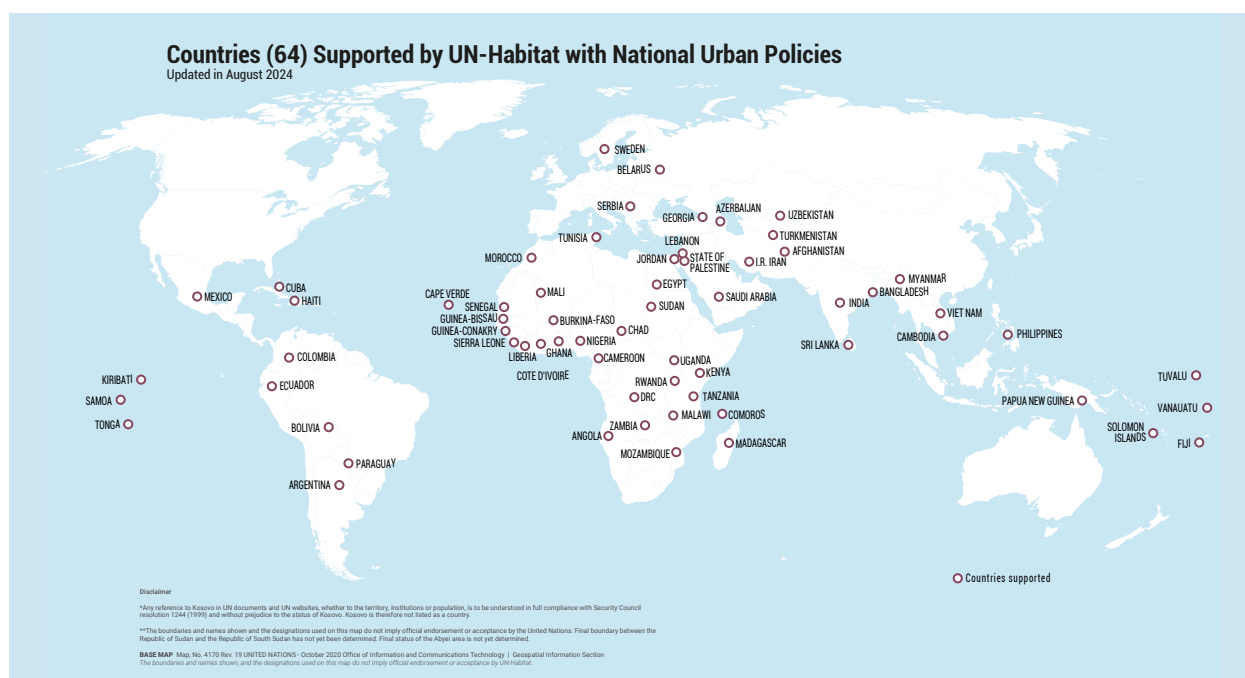 Countries (64) Supported by UN-Habitat with National Urban Policies
Updated in August 2024
SWEDEN
BELARUS
SERBIA
GEORGIA
AZERBAIJAN
UZBEKISTAN
TUNISIA
TURKMENISTAN
LEBANON
AFGHANISTAN
MOROCCO
JORDAN
STATE OF
PALESTINE
I.R. IRAN
MYANMAR
CUBA
EGYPT
BANGLADESH
MEXICO
HAITI
CAPE VERDE
MALI
SAUDI ARABIA
INDIA
SENEGAL
SUDAN
GUINEA-BISSAU
BURKINA-FASO
VIET NAM
GUINEA-CONAKRY
CHAD
PHILIPPINES
SIERRA LEONE
NIGERIA
CAMBODIA
SRI LANKA
LIBERIA
GHANA
COLOMBIA
CAMEROON
UGANDA
COTE D'IVOIRE
KENYA
KIRIBATI
TUVALU
ECUADOR
RWANDA
SAMOA
DRC
TANZANIA
PAPUA NEW GUINEA
VANAUATU
MALAWI
COMOROS
TONGA
BOLIVIA
ZAMBIA
SOLOMON
ISLANDS
ANGOLA
MADAGASCAR
FIJI
MOZAMBIQUE
PARAGUAY
ARGENTINA
Countries supported
Disclaimer
*Any reference to Kosovo in UN documents and UN websites, whether to the territory, institutions or population, is to be understood in full compliance with Security Council
resolution 1244 (1999) and without prejudice to the status of Kosovo. Kosovo is therefore not listed as a country.
**The boundaries and names shown and the designations used on this map do not imply official endorsement or acceptance by the United Nations. Final boundary between the
Republic of Sudan and the Republic of South Sudan has not yet been determined. Final status of the Abyei area is not yet determined.
BASE MAP Map, No. 4170 Rev. 19 UNITED NATIONS - October 2020 Office of Information and Communications Technology | Geospatial Information Section
The boundaries and names shown, and the designations used on this map do not imply official endorsement or acceptance by UN-Habitat.